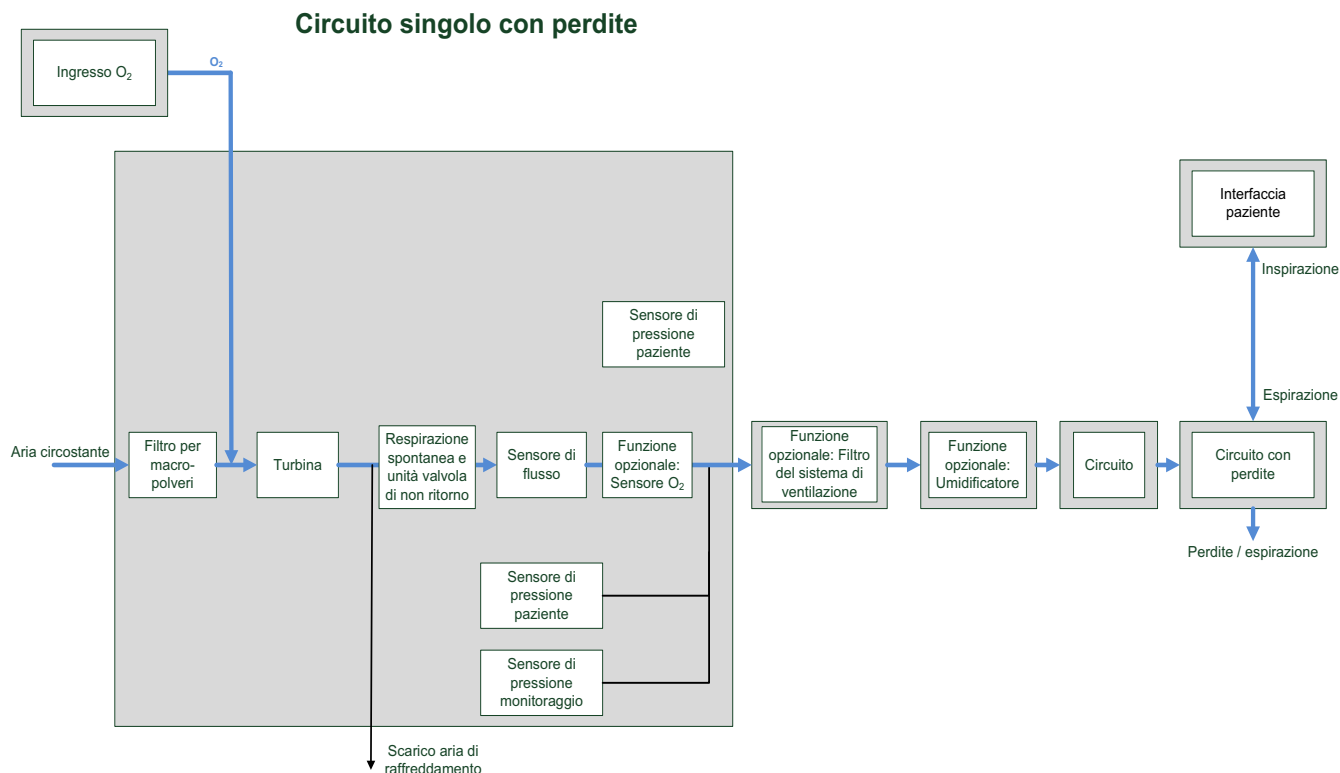 Circuito singolo con perdite
Ingresso O₂
O₂
Interfaccia
paziente
Inspirazione
Sensore di
pressione
paziente
Espirazione
Aria circostante
Filtro per
macro-
polveri
Turbina
Respirazione
spontanea e
unità valvola
di non ritorno
Sensore di
flusso
Funzione
opzionale:
Sensore O₂
Funzione
opzionale: Filtro
del sistema di
ventilazione
Funzione
opzionale:
Umidificatore
Circuito
Circuito con
perdite
Perdite / espirazione
Sensore di
pressione
paziente
Sensore di
pressione
monitoraggio
Scarico aria di
raffreddamento